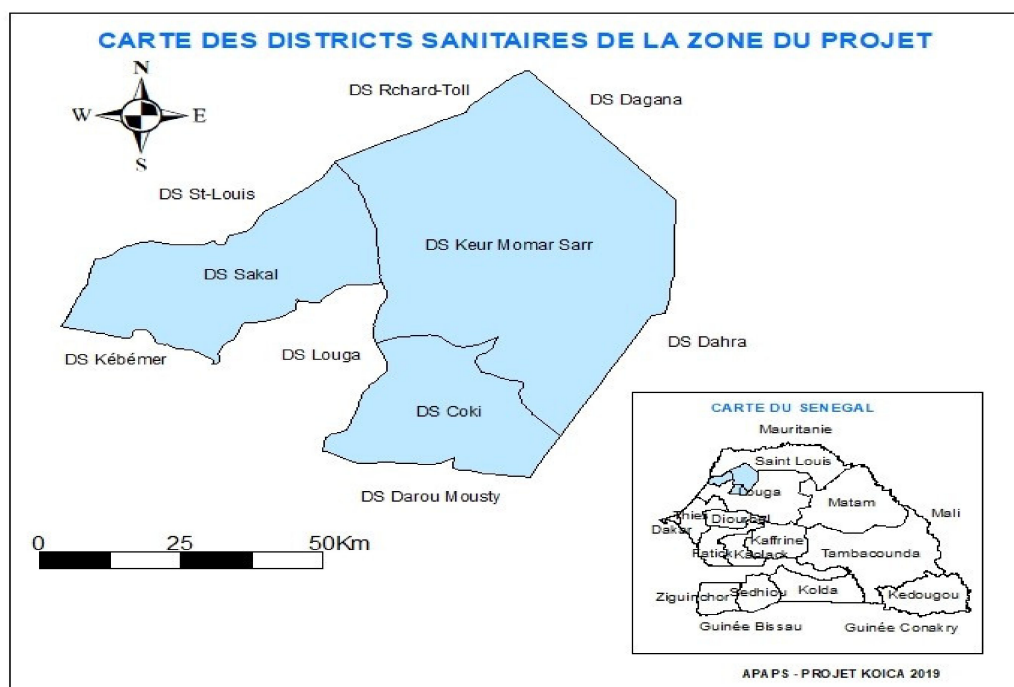 CARTE DES DISTRICTS SANITAIRES DE LA ZONE DU PROJET
N
W E
S
DS Rchard-Toll
DS Dagana
DS St-Louis
DS Keur Momar Sarr
DS Sakal
DS Kébémer
DS Louga
DS Dahra
DS Coki
DS Darou Mousty
0 25 50Km
CARTE DU SENEGAL
Mauritanie
Saint Louis
Louga
Matam
Mali
Thies
Dakar
Diourbel
Kaffrine
Fatick
Kaolack
Tambacounda
Ziguinchor
Sedhiou
Kolda
Kedougou
Guinée Bissau
Guinée Conakry
APAPS - PROJET KOICA 2019